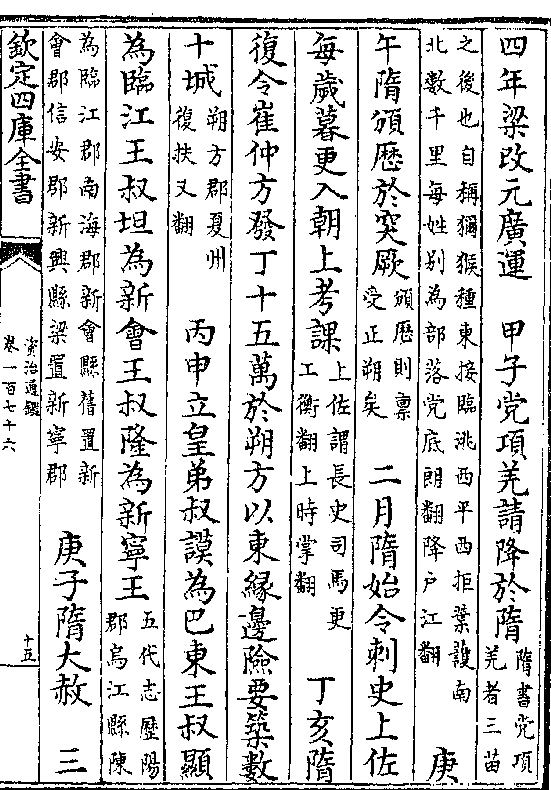 四年梁改元廣運　甲子党項羌請降於隋隋書党項羌者三苗
之後也自稱獼猴種東接臨洮西平西拒葉護南北數千里每姓别為部落党底朗翻降户江翻　庚
午隋頒歷於突厥頒歷則禀受正朔矣　二月隋始令刺史上佐
每歲暮更入朝上考課上佐謂長史司馬更工衡翻上時掌翻　丁亥隋
復令崔仲方發丁十五萬於朔方以東緣邊險要築數
十城朔方郡夏州復扶又翻　丙申立皇弟叔謨為巴東王叔顯
為臨江王叔坦為新會王叔隆為新寧王五代志歷陽郡烏江縣陳
為臨江郡南海郡新會縣舊置新會郡信安郡新興縣梁置新寧郡　庚子隋大赦　三
欽定四庫全書
資治通鑑
卷一百七十六
十五